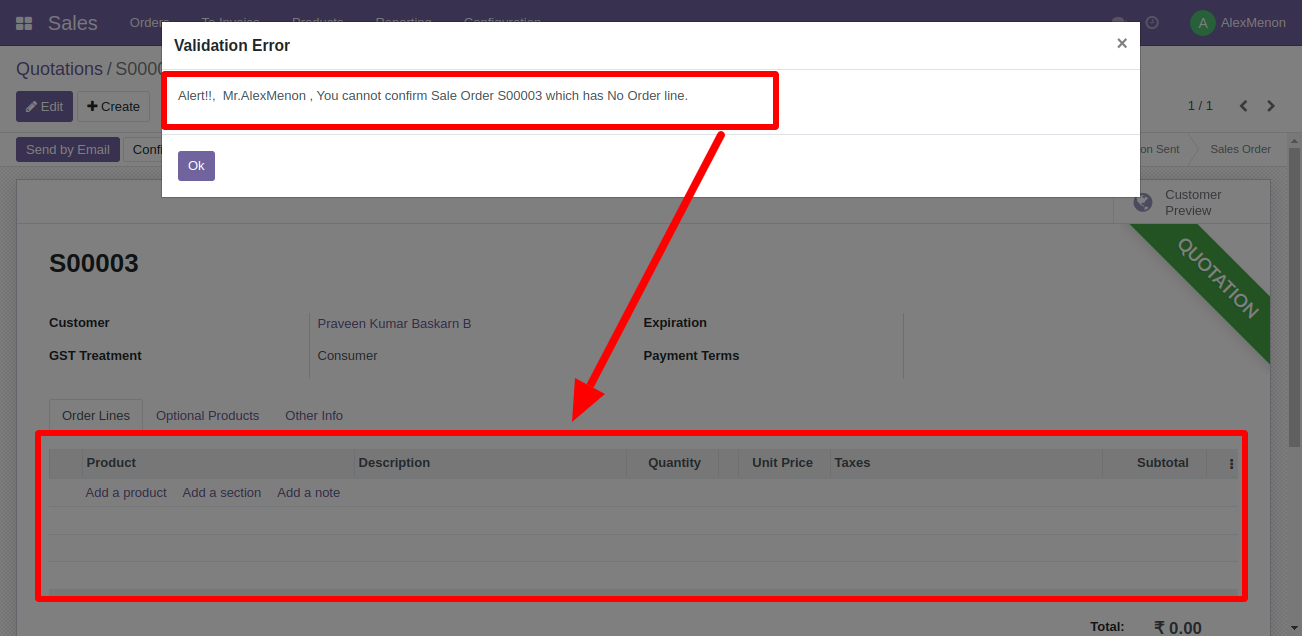 Sales
Orders To Invoice Products Reporting Configuration
A AlexMenon
Validation Error ×
Quotations / S0000
Alert!!,  Mr.AlexMenon , You cannot confirm Sale Order S00003 which has No Order line.
Edit Create
1 / 1
Send by Email Confi
on Sent Sales Order
Ok
Customer
Preview
QUOTATION
S00003
Customer Praveen Kumar Baskarn B Expiration
GST Treatment Consumer Payment Terms
Order Lines Optional Products Other Info
Product Description Quantity Unit Price Taxes Subtotal
Add a product Add a section Add a note
Total: ₹ 0.00